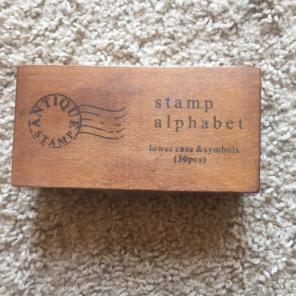 ANTIQUE
STAMP
stamp
alphabet
lower case & symbols
(30pcs)